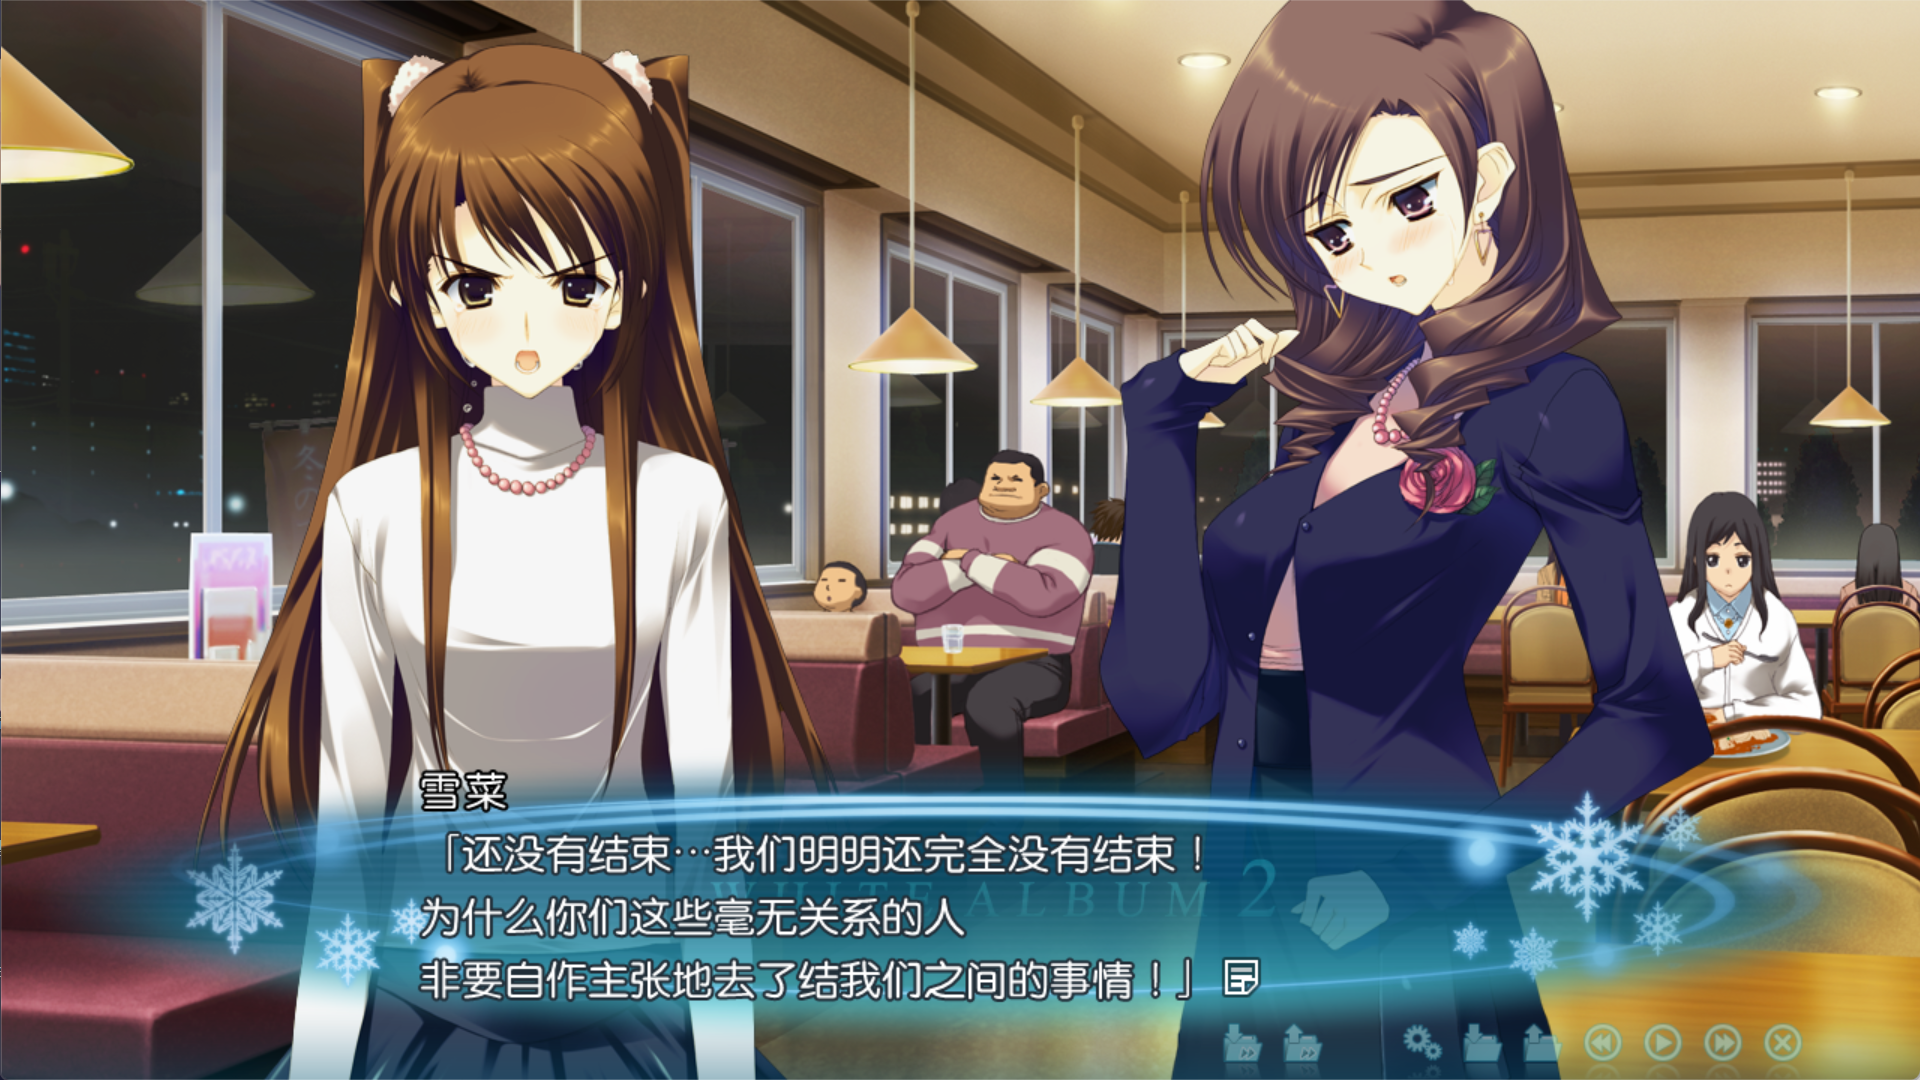 雪菜
「还没有结束…我们明明还完全没有结束！
WHITE ALBUM 2
为什么你们这些毫无关系的人
非要自作主张地去了结我们之间的事情！」